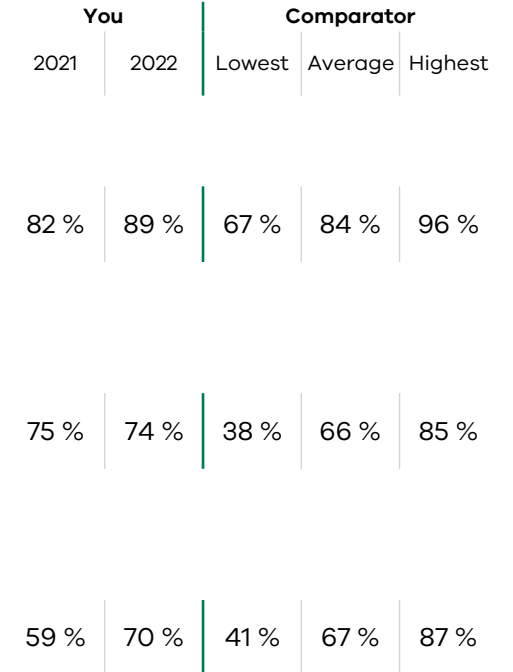 You Comparator
2021 2022 Lowest Average Highest
82 % 89 % 67 % 84 % 96 %
75 % 74 % 38 % 66 % 85 %
59 % 70 % 41 % 67 % 87 %